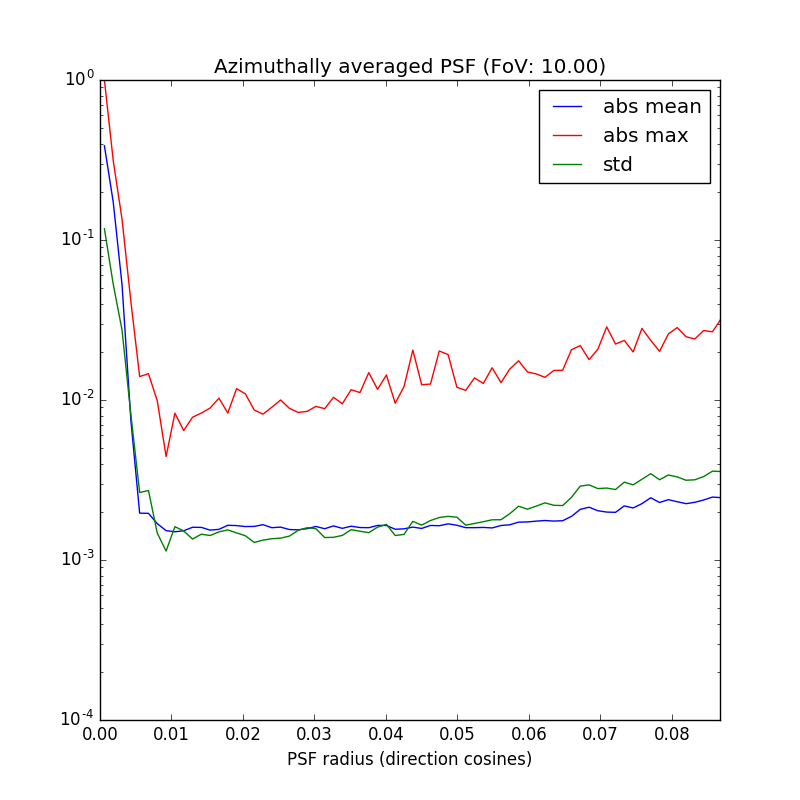 Azimuthally averaged PSF (FoV: 10.00)
10^0
abs mean
abs max
std
10^-1
10^-2
10^-3
10^-4
0.00 0.01 0.02 0.03 0.04 0.05 0.06 0.07 0.08
PSF radius (direction cosines)